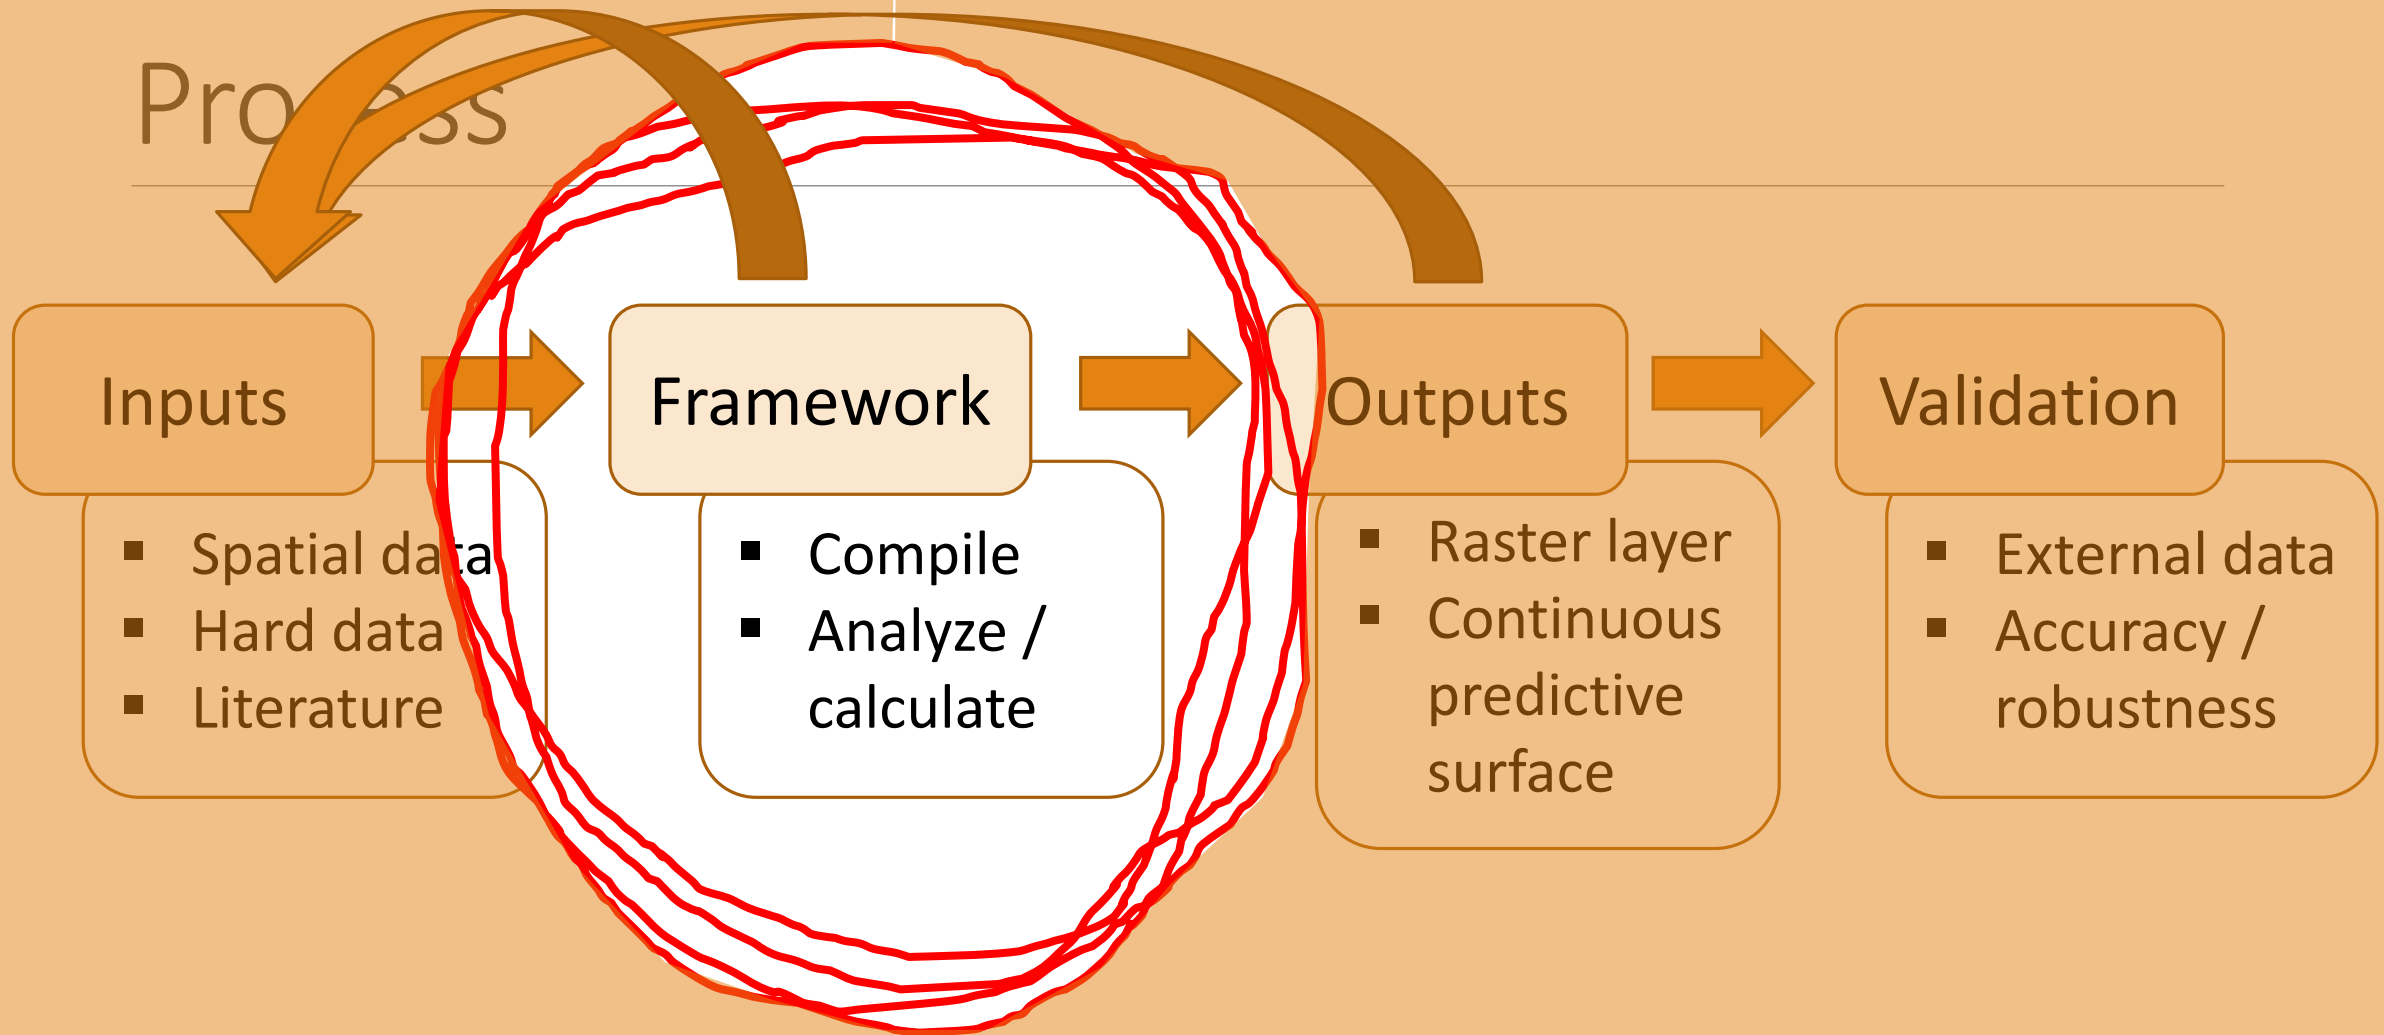 Process
Inputs
Spatial data
Hard data
Literature
Framework
Compile
Analyze /
calculate
Outputs
Raster layer
Continuous
predictive
surface
Validation
External data
Accuracy /
robustness